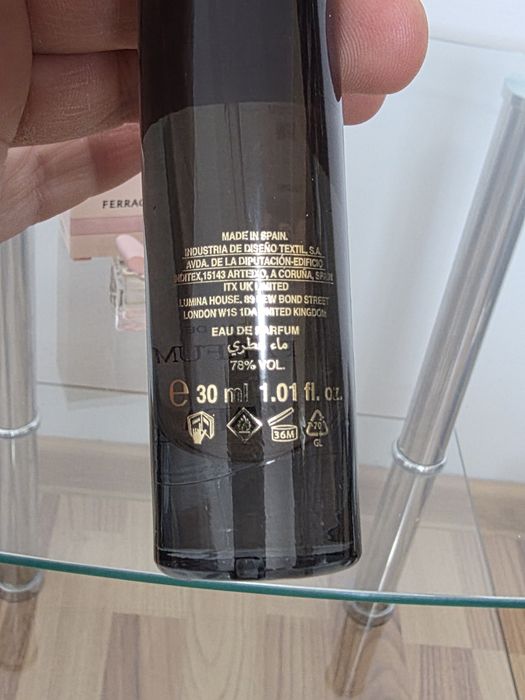 FERRAG
MADE IN SPAIN.
INDUSTRIA DE DISEÑO TEXTIL, S.A.
AVDA. DE LA DIPUTACIÓN-EDIFICIO
INDITEX,15143 ARTEIXO, A CORUÑA, SPAIN
ITX UK LIMITED
LUMINA HOUSE, 89 NEW BOND STREET
LONDON W1S 1DA UNITED KINGDOM
EAU DE PARFUM
ماء عطري
78% VOL.
e 30 ml 1.01 fl. oz.
36M
70
GL